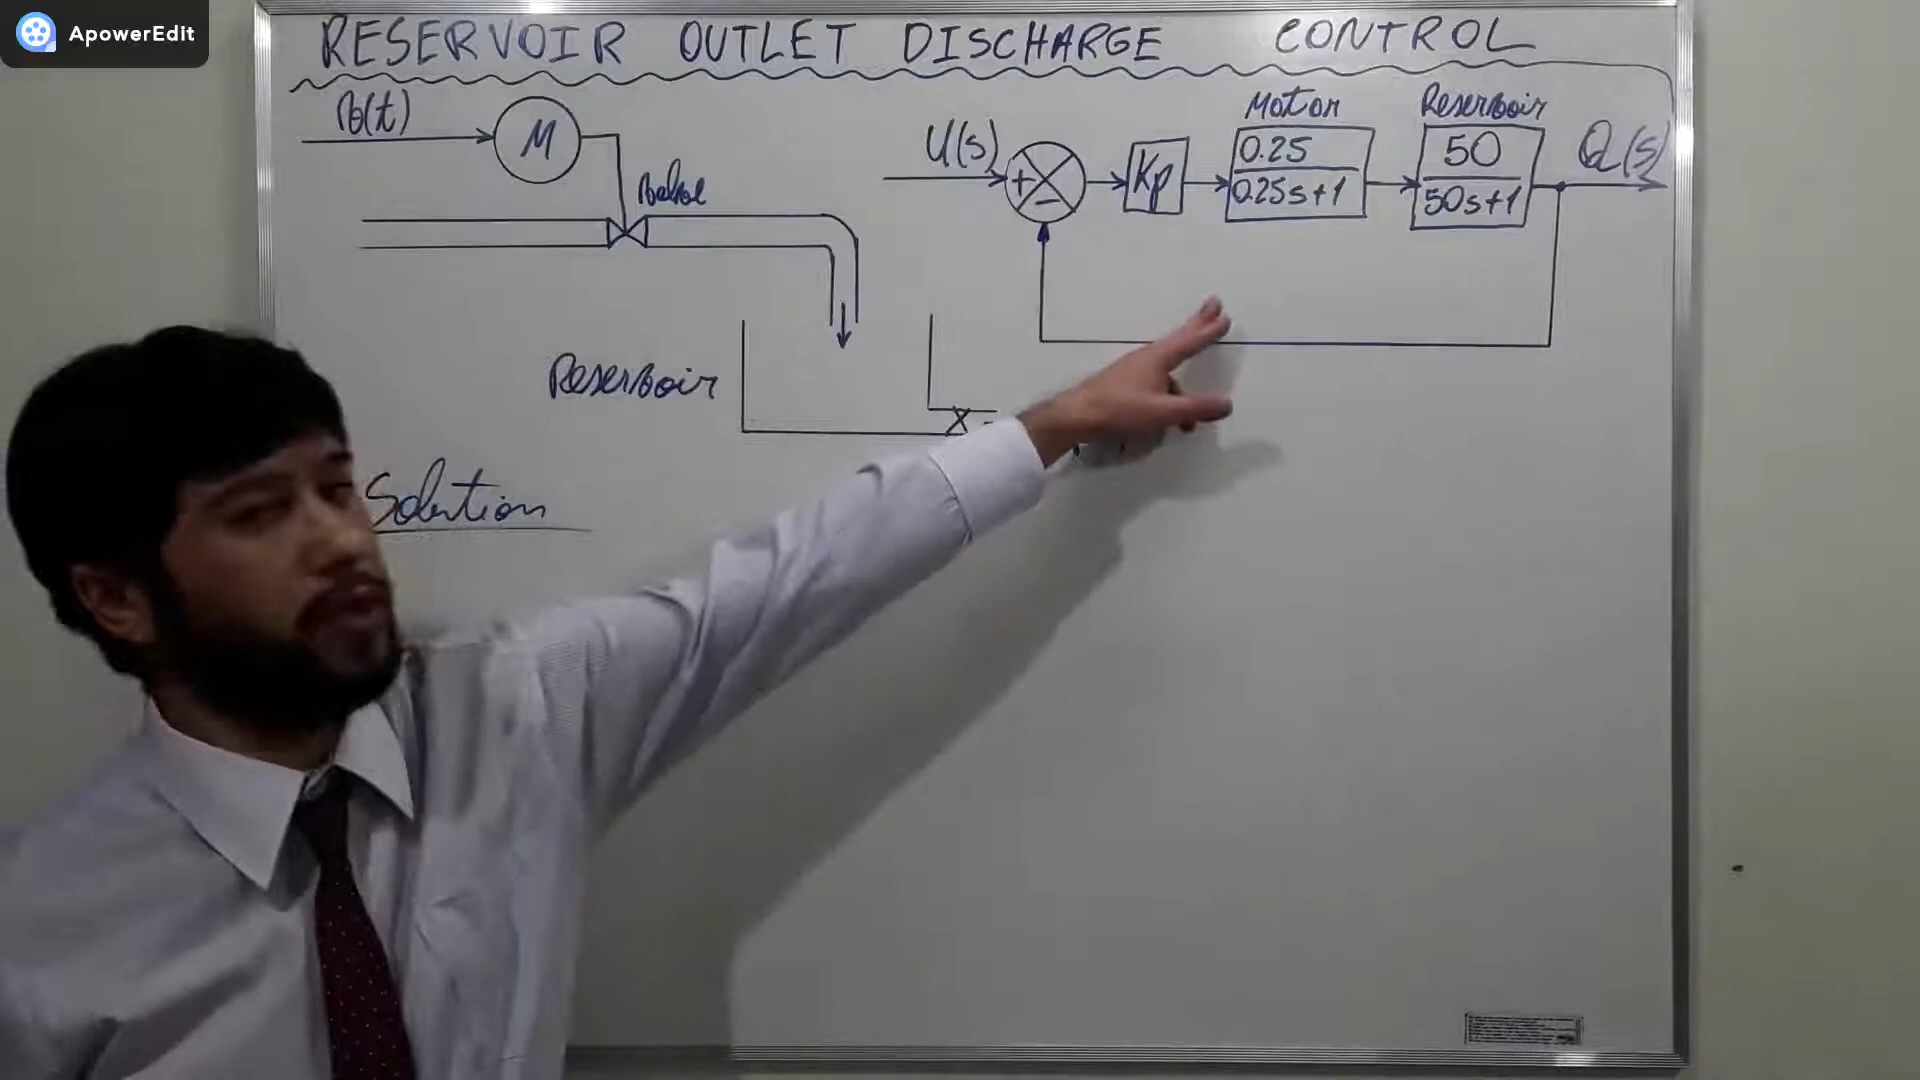 ApowerEdit
RESERVOIR OUTLET DISCHARGE CONTROL
v(t)
M
Valve
Reservoir
U(s)
+
-
Kp
Motor
0.25
0.25s+1
Reservoir
50
50s+1
Q(s)
Solution